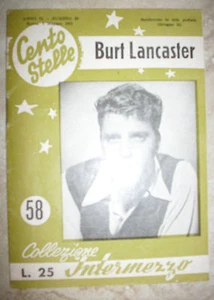 Cento
Stelle
Burt Lancaster
58
Collezione
L. 25 Intermezzo